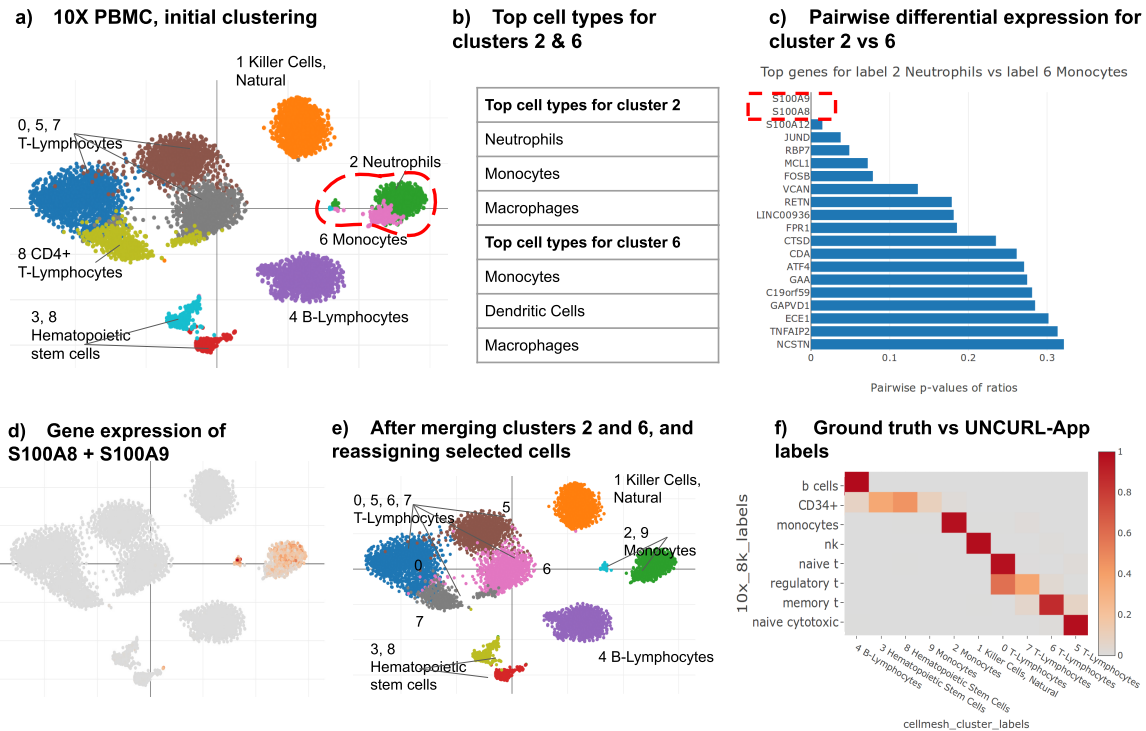 a) 10X PBMC, initial clustering
1 Killer Cells,
Natural
0, 5, 7
T-Lymphocytes
2 Neutrophils
6 Monocytes
8 CD4+
T-Lymphocytes
3, 8
Hematopoietic
stem cells
4 B-Lymphocytes
b) Top cell types for
clusters 2 & 6
Top cell types for cluster 2
Neutrophils
Monocytes
Macrophages
Top cell types for cluster 6
Monocytes
Dendritic Cells
Macrophages
c) Pairwise differential expression for
cluster 2 vs 6
Top genes for label 2 Neutrophils vs label 6 Monocytes
S100A9
S100A8
S100A12
JUND
RBP7
MCL1
FOSB
VCAN
RETN
LINC00936
FPR1
CTSD
CDA
ATF4
GAA
C19orf59
GAPVD1
ECE1
TNFAIP2
NCSTN
0 0.1 0.2 0.3
Pairwise p-values of ratios
d) Gene expression of
S100A8 + S100A9
e) After merging clusters 2 and 6, and
reassigning selected cells
1 Killer Cells,
Natural
0, 5, 6, 7
T-Lymphocytes
5
2, 9
Monocytes
0
6
7
3, 8
Hematopoietic
stem cells
4 B-Lymphocytes
f) Ground truth vs UNCURL-App
labels
10x_8k_labels
b cells
CD34+
monocytes
nk
naive t
regulatory t
memory t
naive cytotoxic
1
0.8
0.6
0.4
0.2
0
4 B-Lymphocytes
3 Hematopoietic Stem Cells
8 Hematopoietic Stem Cells
9 Monocytes
2 Monocytes
1 Killer Cells, Natural
0 T-Lymphocytes
7 T-Lymphocytes
6 T-Lymphocytes
5 T-Lymphocytes
cellmesh_cluster_labels